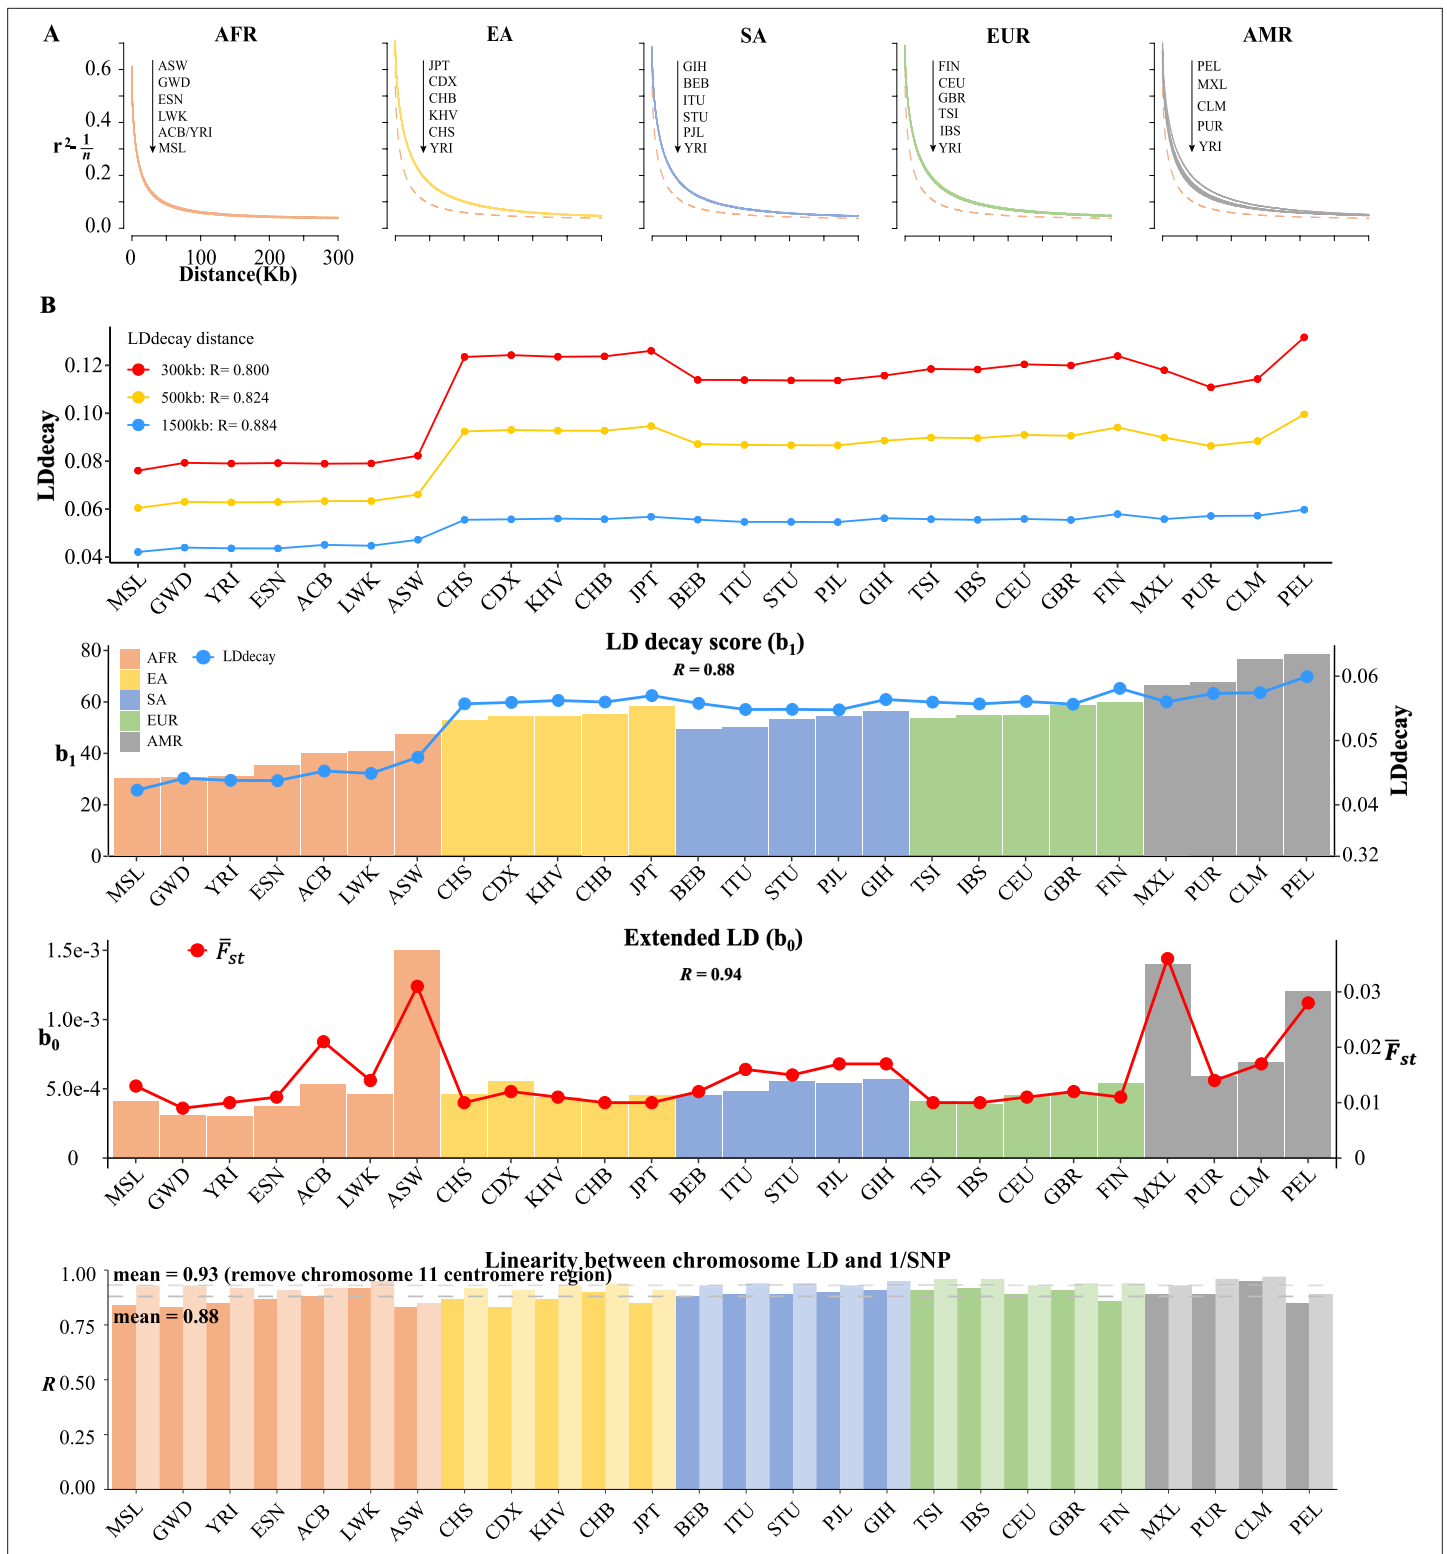 A
AFR
EA
SA
EUR
AMR
0.6
0.4
0.2
0.0
r²- 1/n
ASW
GWD
ESN
LWK
ACB/YRI
MSL
JPT
CDX
CHB
KHV
CHS
YRI
GIH
BEB
ITU
STU
PJL
YRI
FIN
CEU
GBR
TSI
IBS
YRI
PEL
MXL
CLM
PUR
YRI
0 100 200 300
Distance(Kb)
B
LDdecay distance
300kb: R= 0.800
500kb: R= 0.824
1500kb: R= 0.884
LDdecay
0.12
0.10
0.08
0.06
0.04
MSL GWD YRI ESN ACB LWK ASW CHS CDX KHV CHB JPT BEB ITU STU PJL GIH TSI IBS CEU GBR FIN MXL PUR CLM PEL
LD decay score (b₁)
R = 0.88
AFR
EA
SA
EUR
AMR
LDdecay
b₁
80
60
40
20
0
0.06
0.05
0.04
0.32
LDdecay
MSL GWD YRI ESN ACB LWK ASW CHS CDX KHV CHB JPT BEB ITU STU PJL GIH TSI IBS CEU GBR FIN MXL PUR CLM PEL
Extended LD (b₀)
R = 0.94
F̅st
b₀
1.5e-3
1.0e-3
5.0e-4
0
0.03
0.02
0.01
0
F̅st
MSL GWD YRI ESN ACB LWK ASW CHS CDX KHV CHB JPT BEB ITU STU PJL GIH TSI IBS CEU GBR FIN MXL PUR CLM PEL
Linearity between chromosome LD and 1/SNP
mean = 0.93 (remove chromosome 11 centromere region)
mean = 0.88
R
1.00
0.75
0.50
0.25
0.00
MSL GWD YRI ESN ACB LWK ASW CHS CDX KHV CHB JPT BEB ITU STU PJL GIH TSI IBS CEU GBR FIN MXL PUR CLM PEL